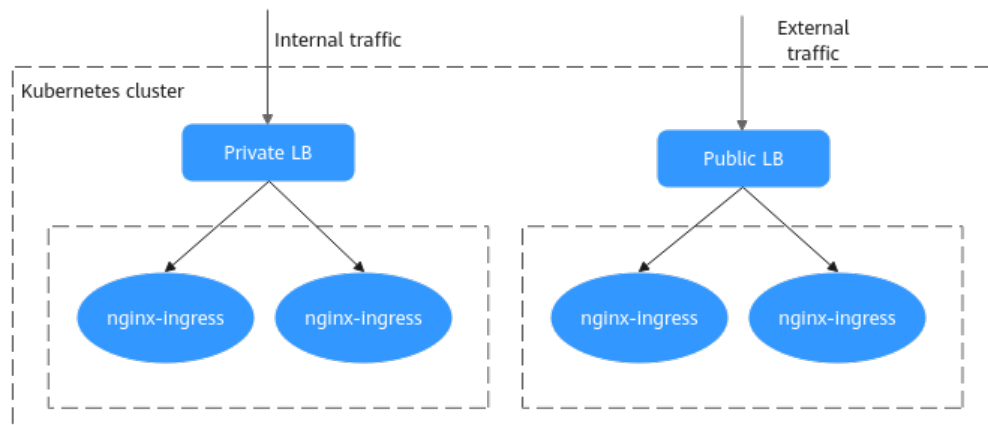 Internal traffic
External
traffic
Kubernetes cluster
Private LB
Public LB
nginx-ingress
nginx-ingress
nginx-ingress
nginx-ingress